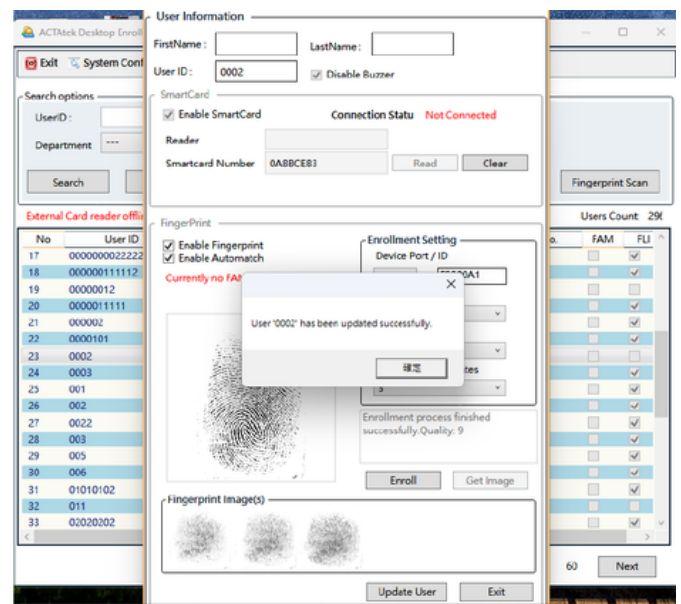 User Information
ACTAtek Desktop Enroll
FirstName :
LastName :
Exit
System Conf
User ID :
0002
Disable Buzzer
Search options
SmartCard
UserID :
Enable SmartCard
Connection Statu
Not Connected
Department
---
Reader
Smartcard Number
Read
Clear
Search
Fingerprint Scan
External Card reader offli
FingerPrint
Users Count
No
User ID
FAM
FLI
Enable Fingerprint
Enable Automatch
Enrollment Setting
Device Port / ID
Currently no FAM
17
18
000000111112
19
00000012
20
0000011111
21
000002
22
0000101
23
0002
24
0003
25
001
26
002
27
0022
28
003
29
005
30
006
31
01010102
32
011
33
02020202
User '0002' has been updated successfully.
確定
3
Enrollment process finished
successfully.Quality: 9
Enroll
Get Image
Fingerprint Image(s)
60
Next
Update User
Exit